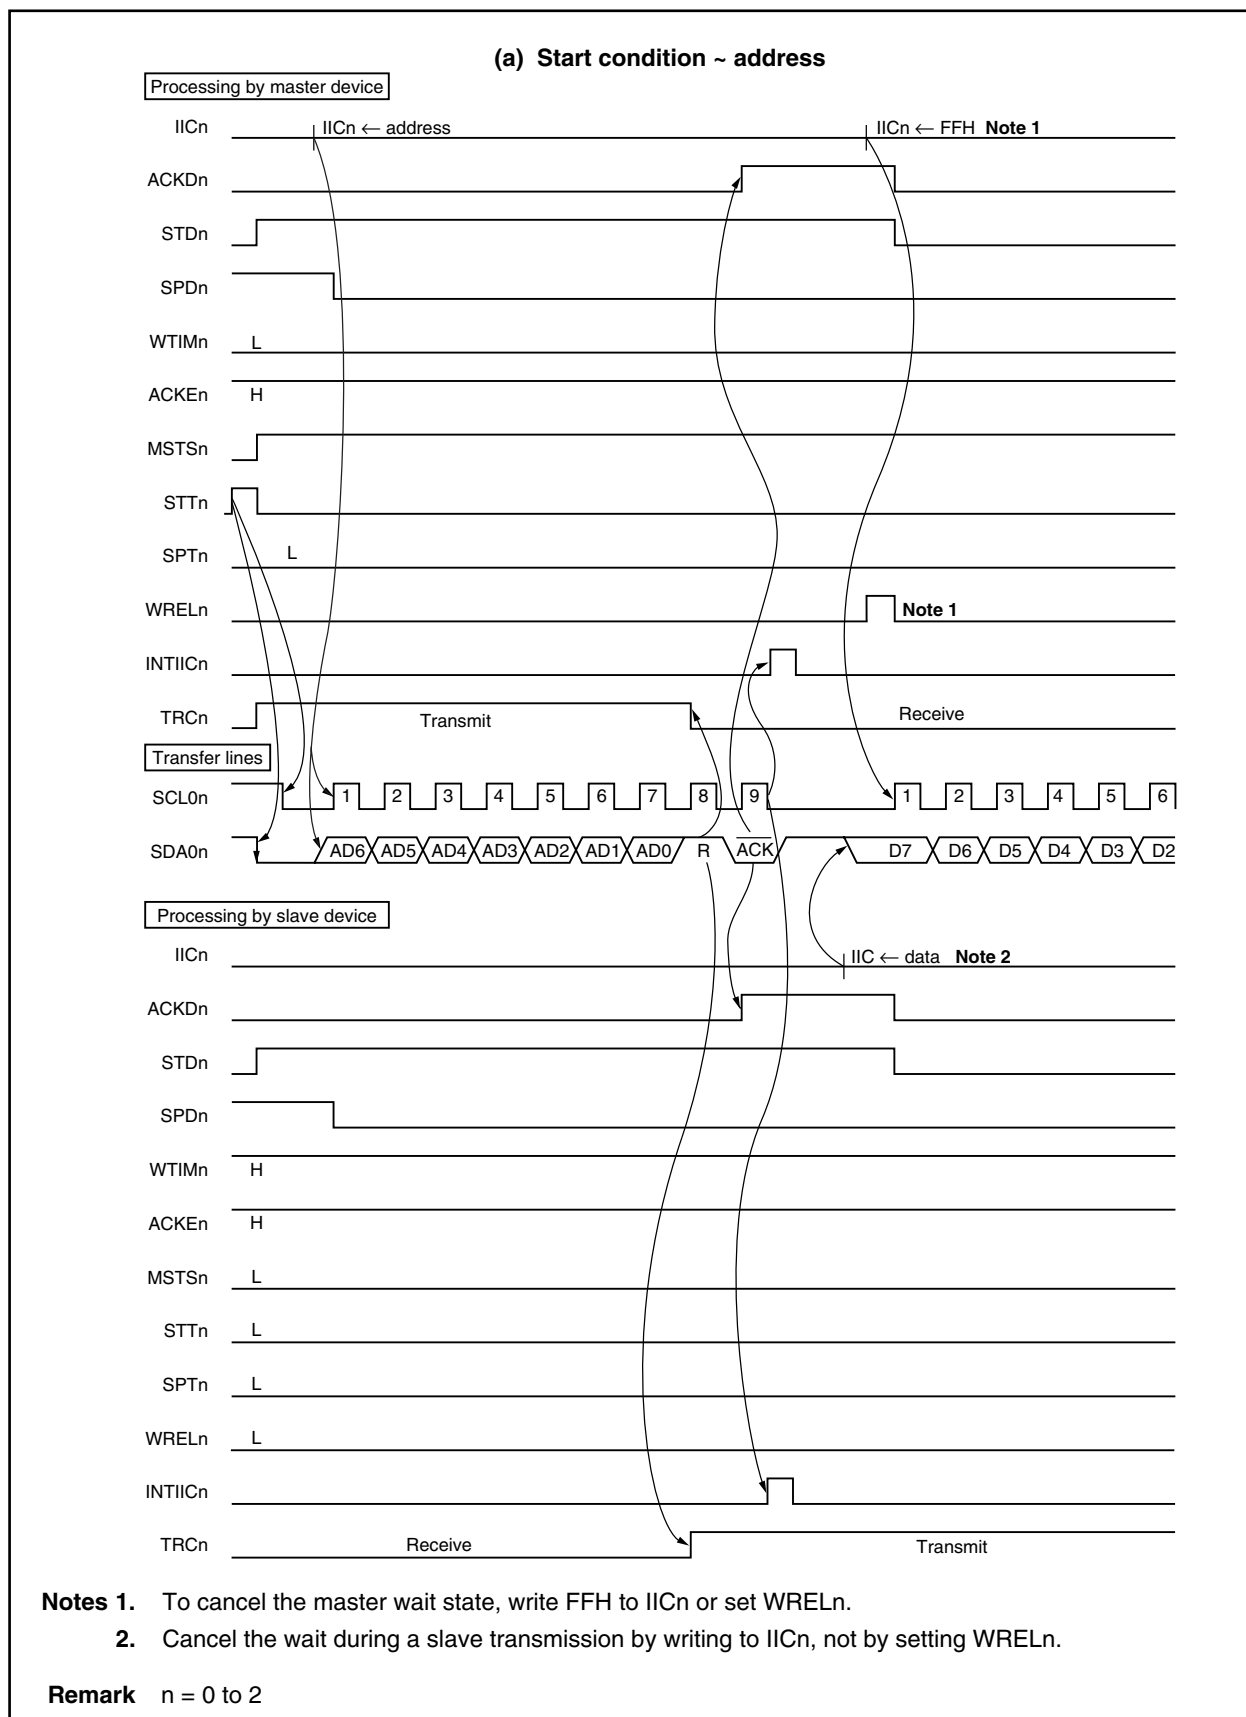 (a) Start condition ~ address
Processing by master device
IICn IICn ← address IICn ← FFH Note 1
ACKDn
STDn
SPDn
WTIMn L
ACKEn H
MSTSn
STTn
SPTn L
WRELn Note 1
INTIICn
TRCn Transmit Receive
Transfer lines
SCL0n 1 2 3 4 5 6 7 8 9 1 2 3 4 5 6
SDA0n AD6 AD5 AD4 AD3 AD2 AD1 AD0 R ACK D7 D6 D5 D4 D3 D2
Processing by slave device
IICn IIC ← data Note 2
ACKDn
STDn
SPDn
WTIMn H
ACKEn H
MSTSn L
STTn L
SPTn L
WRELn L
INTIICn
TRCn Receive Transmit
Notes 1. To cancel the master wait state, write FFH to IICn or set WRELn.
2. Cancel the wait during a slave transmission by writing to IICn, not by setting WRELn.
Remark n = 0 to 2